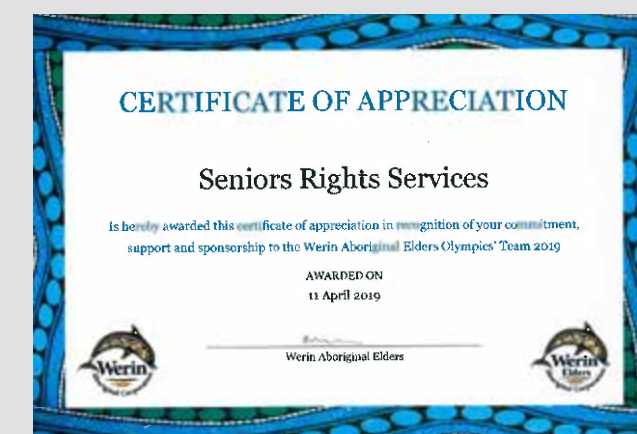 CERTIFICATE OF APPRECIATION
Seniors Rights Services
is hereby awarded this certificate of appreciation in recognition of your commitment,
support and sponsorship to the Werin Aboriginal Elders Olympics' Team 2019
AWARDED ON
11 April 2019
Werin Aboriginal Elders
Werin
Werin
Elders